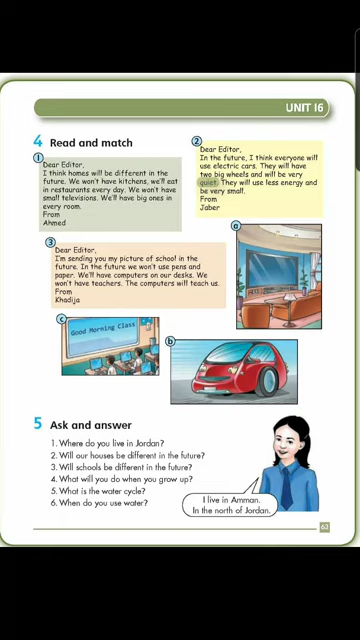 UNIT 16
4 Read and match
1
Dear Editor,
I think homes will be different in the
future. We won't have kitchens, we'll eat
in restaurants every day. We won't have
small televisions. We'll have big ones in
every room.
From
Ahmed
2
Dear Editor,
In the future, I think everyone will
use electric cars. They will have
two big wheels and will be very
quiet. They will use less energy and
be very small.
From
Jaber
3
Dear Editor,
I'm sending you my picture of school in the
future. In the future we won't use pens and
paper. We'll have computers on our desks. We
won't have teachers. The computers will teach us.
From
Khadija
a
c
Good Morning Class
b
5 Ask and answer
1. Where do you live in Jordan?
2. Will our houses be different in the future?
3. Will schools be different in the future?
4. What will you do when you grow up?
5. What is the water cycle?
6. When do you use water?
I live in Amman.
In the north of Jordan.
63